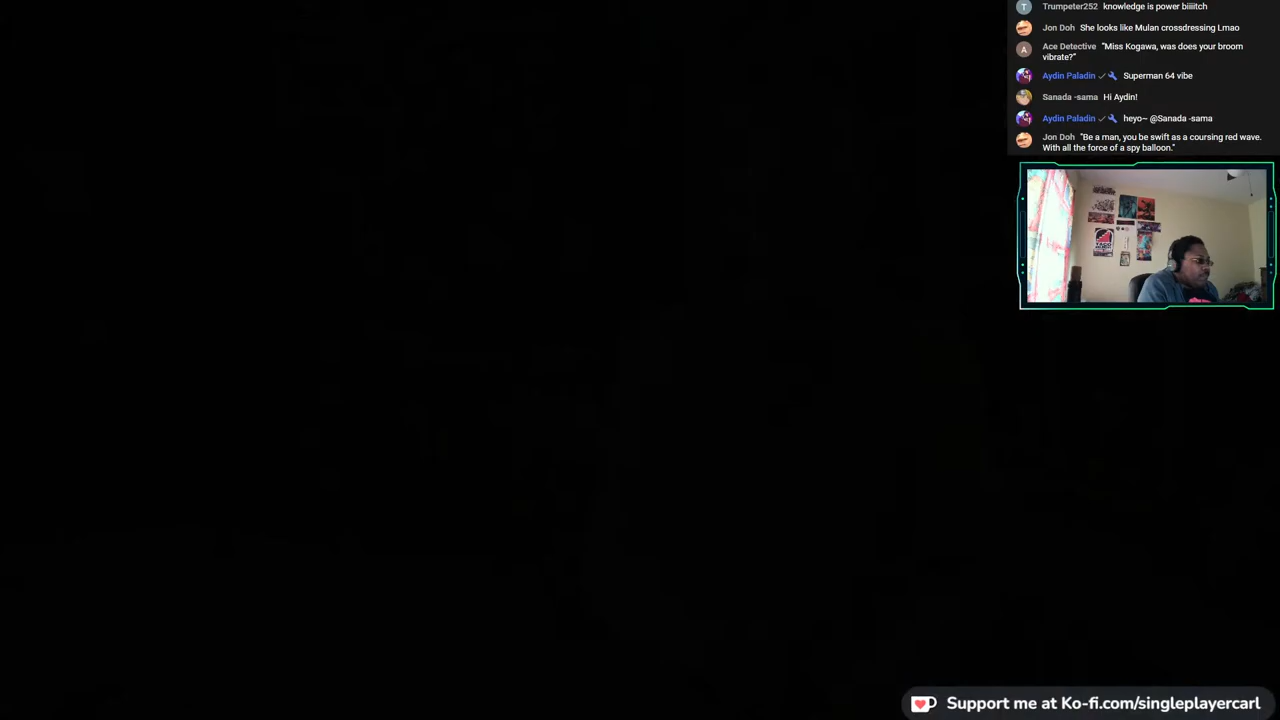 Trumpeter252 knowledge is power biiiitch
Jon Doh She looks like Mulan crossdressing Lmao
Ace Detective "Miss Kogawa, was does your broom
vibrate?"
Aydin Paladin Superman 64 vibe
Sanada -sama Hi Aydin!
Aydin Paladin heyo~ @Sanada -sama
Jon Doh "Be a man, you be swift as a coursing red wave.
With all the force of a spy balloon."
Support me at Ko-fi.com/singleplayercarl